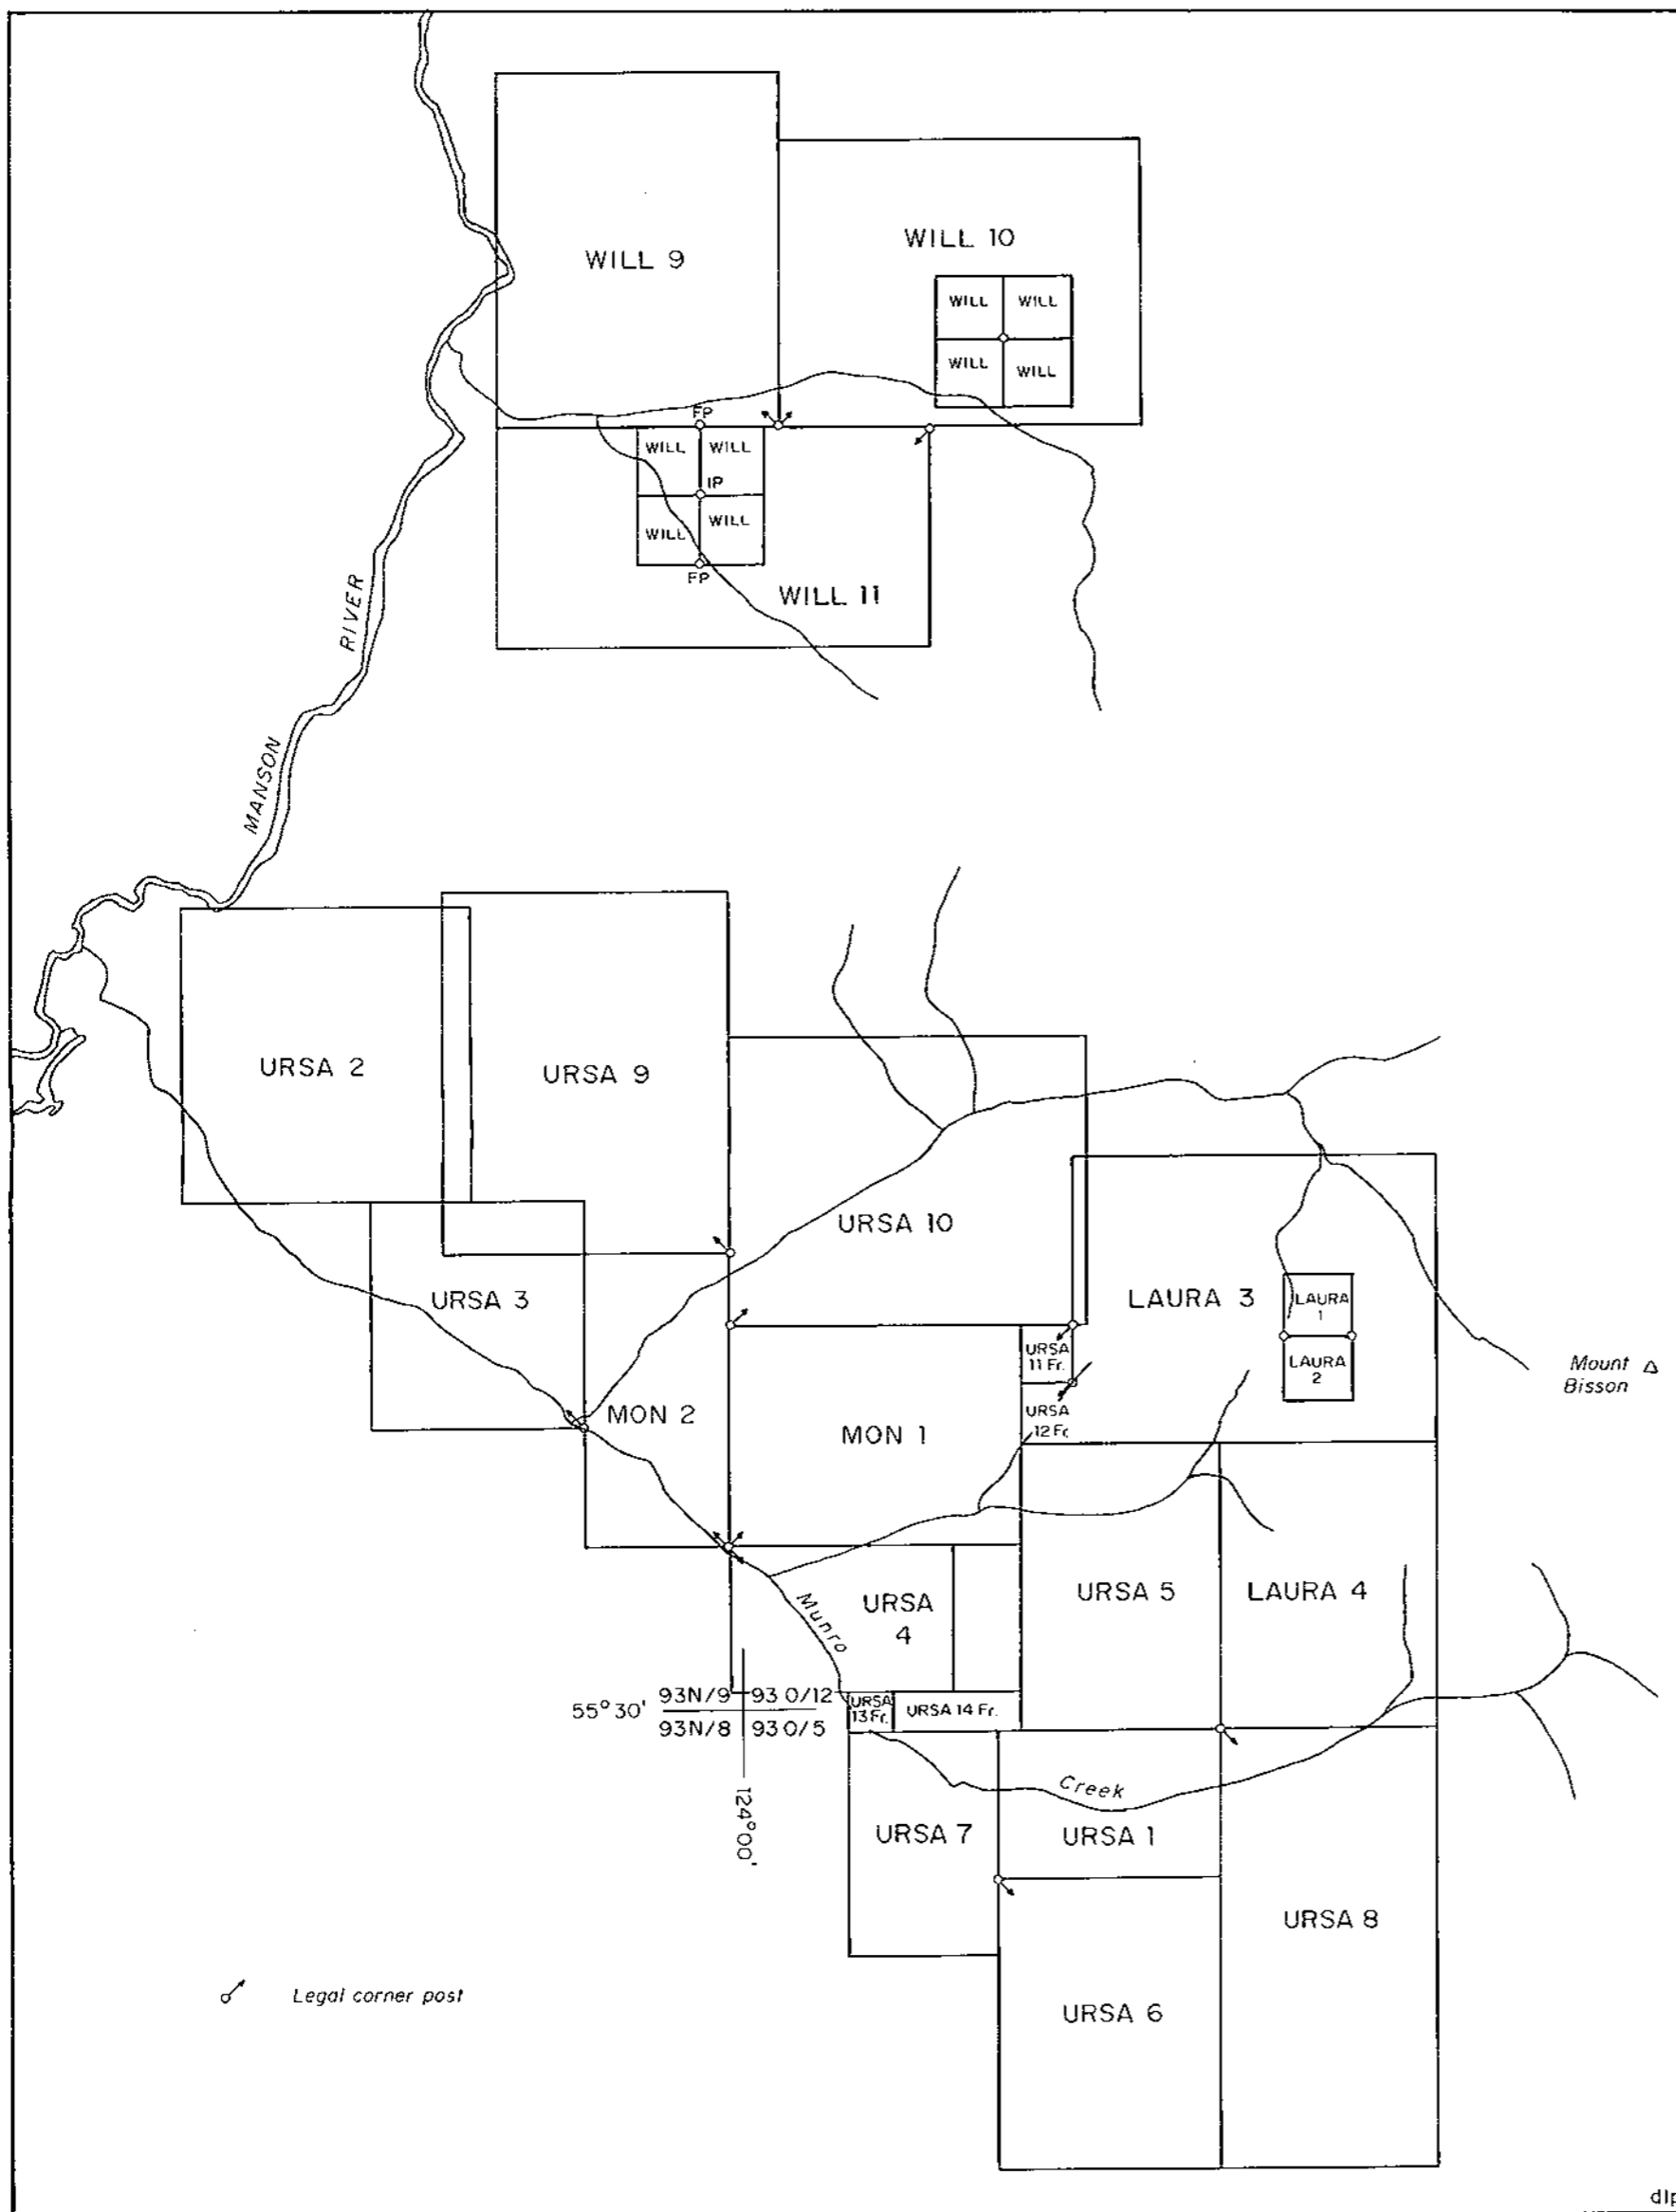 WILL 9
WILL 10
WILL
WILL
WILL
WILL
FP
WILL
WILL
IP
WILL
WILL
FP
WILL 11
MANSON RIVER
URSA 2
URSA 9
URSA 10
URSA 3
LAURA 3
LAURA
1
LAURA
2
URSA
11 Fr.
URSA
12 Fr.
Mount
Bisson
MON 2
MON 1
URSA
4
URSA 5
LAURA 4
Munro
55°30'
93N/9
93 O/12
93N/8
93 O/5
124°00'
URSA
13 Fr.
URSA 14 Fr.
Creek
URSA 7
URSA 1
URSA 8
URSA 6
Legal corner post